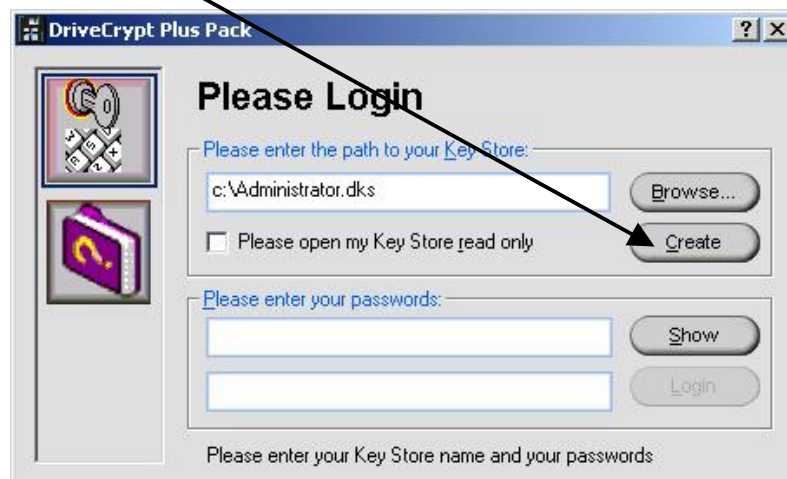 DriveCrypt Plus Pack
Please Login
Please enter the path to your Key Store:
c:\Administrator.dks
Browse...
Please open my Key Store read only
Create
Please enter your passwords:
Show
Login
Please enter your Key Store name and your passwords